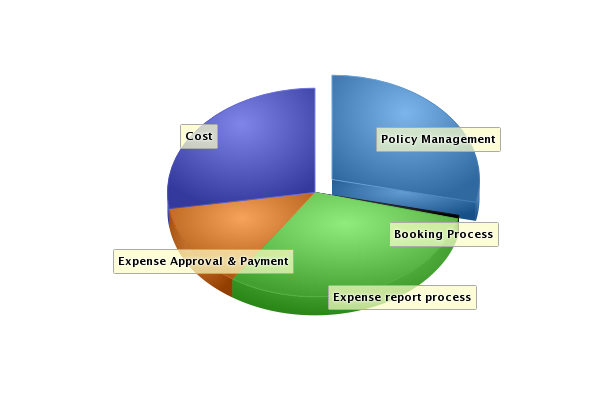 Cost
Policy Management
Booking Process
Expense Approval & Payment
Expense report process